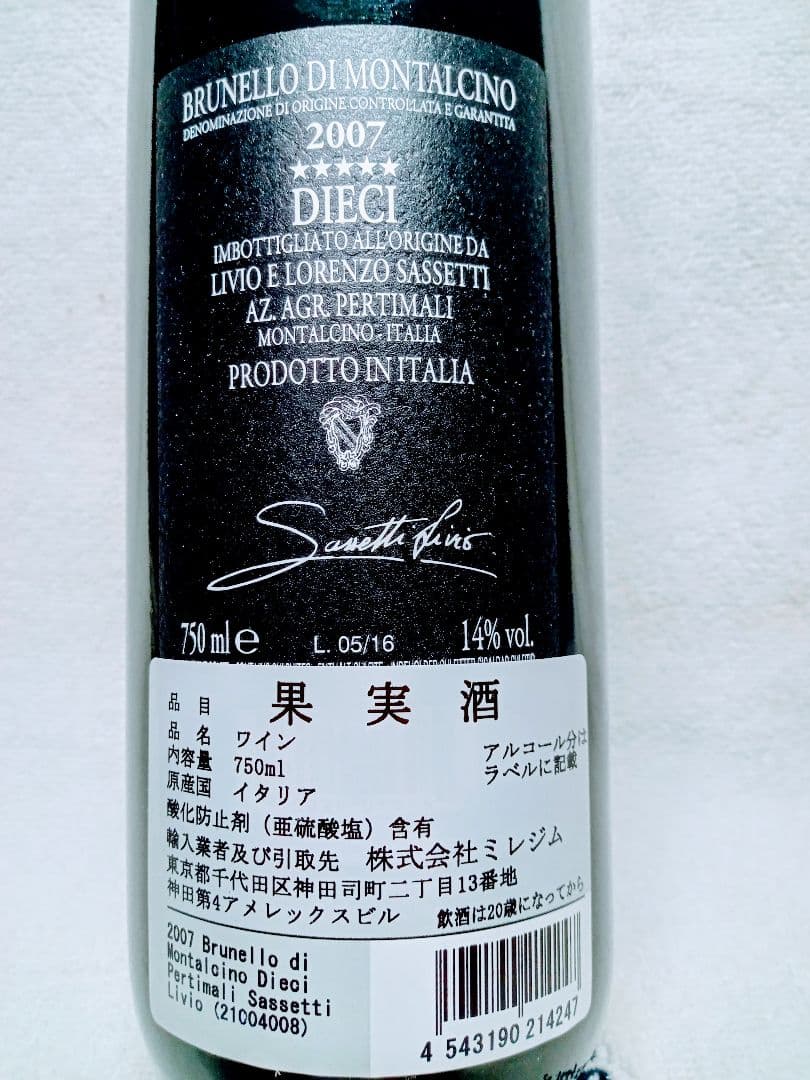 BRUNELLO DI MONTALCINO
DENOMINAZIONE DI ORIGINE CONTROLLATA E GARANTITA
2007
★★★★★
DIECI
IMBOTTIGLIATO ALL'ORIGINE DA
LIVIO E LORENZO SASSETTI
AZ. AGR. PERTIMALI
MONTALCINO - ITALIA
PRODOTTO IN ITALIA
Sassetti Livio
750 ml e L. 05/16 14% vol.
品目 果実酒
品名 ワイン
内容量 750ml
アルコール分は
ラベルに記載
原産国 イタリア
酸化防止剤（亜硫酸塩）含有
輸入業者及び引取先 株式会社ミレジム
東京都千代田区神田司町二丁目13番地
神田第4アメレックスビル 飲酒は20歳になってから
2007 Brunello di
Montalcino Dieci
Pertimali Sassetti
Livio (21004008)
4 543190 214247